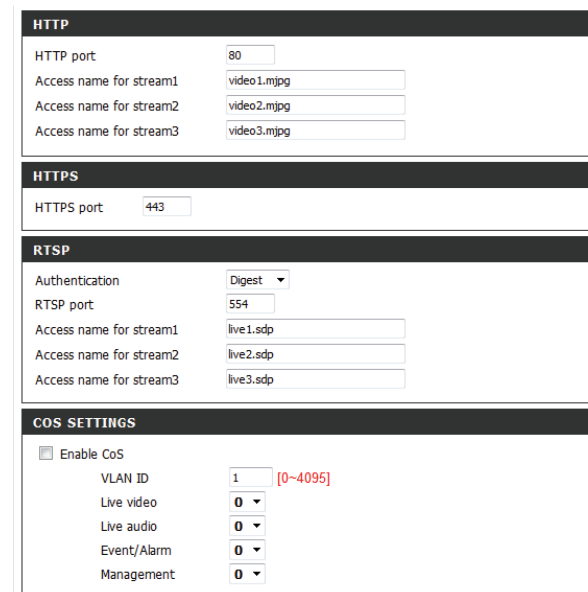 HTTP
HTTP port 80
Access name for stream1 video1.mjpg
Access name for stream2 video2.mjpg
Access name for stream3 video3.mjpg
HTTPS
HTTPS port 443
RTSP
Authentication Digest
RTSP port 554
Access name for stream1 live1.sdp
Access name for stream2 live2.sdp
Access name for stream3 live3.sdp
COS SETTINGS
Enable CoS
VLAN ID 1 [0~4095]
Live video 0
Live audio 0
Event/Alarm 0
Management 0